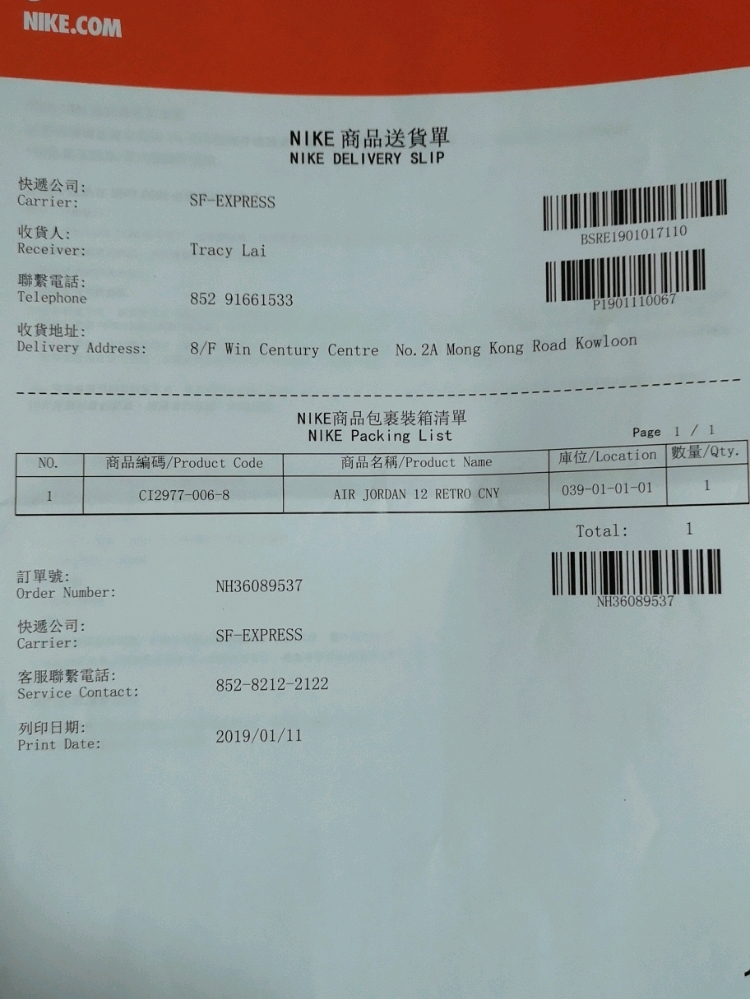 NIKE.COM
NIKE 商品送貨單
NIKE DELIVERY SLIP
快遞公司:
Carrier: SF-EXPRESS
BSRE1901017110
收貨人:
Receiver: Tracy Lai
聯繫電話:
Telephone 852 91661533
P1901110067
收貨地址:
Delivery Address: 8/F Win Century Centre No.2A Mong Kong Road Kowloon
NIKE商品包裹裝箱清單
NIKE Packing List
Page 1 / 1
NO. 商品編碼/Product Code 商品名稱/Product Name 庫位/Location 數量/Qty.
1 CI2977-006-8 AIR JORDAN 12 RETRO CNY 039-01-01-01 1
Total: 1
訂單號:
Order Number: NH36089537
NH36089537
快遞公司:
Carrier: SF-EXPRESS
客服聯繫電話:
Service Contact: 852-8212-2122
列印日期:
Print Date: 2019/01/11